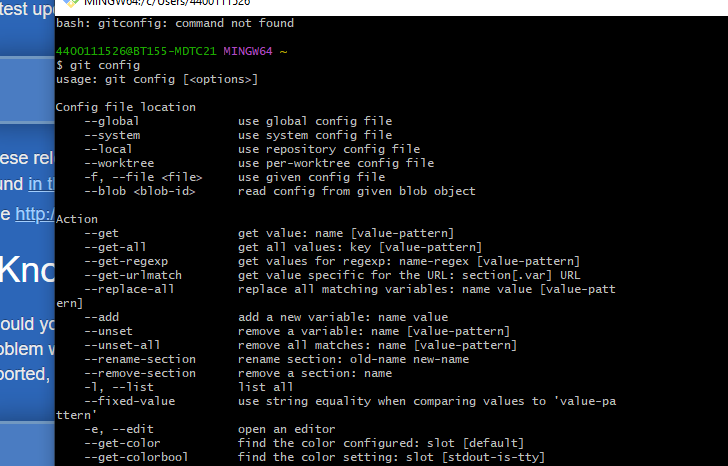 MINGW64:/c/Users/4400111526
test up
bash: gitconfig: command not found
4400111526@BT155-MDTC21 MINGW64 ~
$ git config
usage: git config [<options>]
Config file location
--global use global config file
--system use system config file
--local use repository config file
--worktree use per-worktree config file
-f, --file <file> use given config file
--blob <blob-id> read config from given blob object
Action
--get get value: name [value-pattern]
--get-all get all values: key [value-pattern]
--get-regexp get values for regexp: name-regex [value-pattern]
--get-urlmatch get value specific for the URL: section[.var] URL
--replace-all replace all matching variables: name value [value-patt
ern]
--add add a new variable: name value
--unset remove a variable: name [value-pattern]
--unset-all remove all matches: name [value-pattern]
--rename-section rename section: old-name new-name
--remove-section remove a section: name
-l, --list list all
--fixed-value use string equality when comparing values to 'value-pa
ttern'
-e, --edit open an editor
--get-color find the color configured: slot [default]
--get-colorbool find the color setting: slot [stdout-is-tty]
ese rel
und in th
e http:/
Kno
ould yo
oblem w
ported,